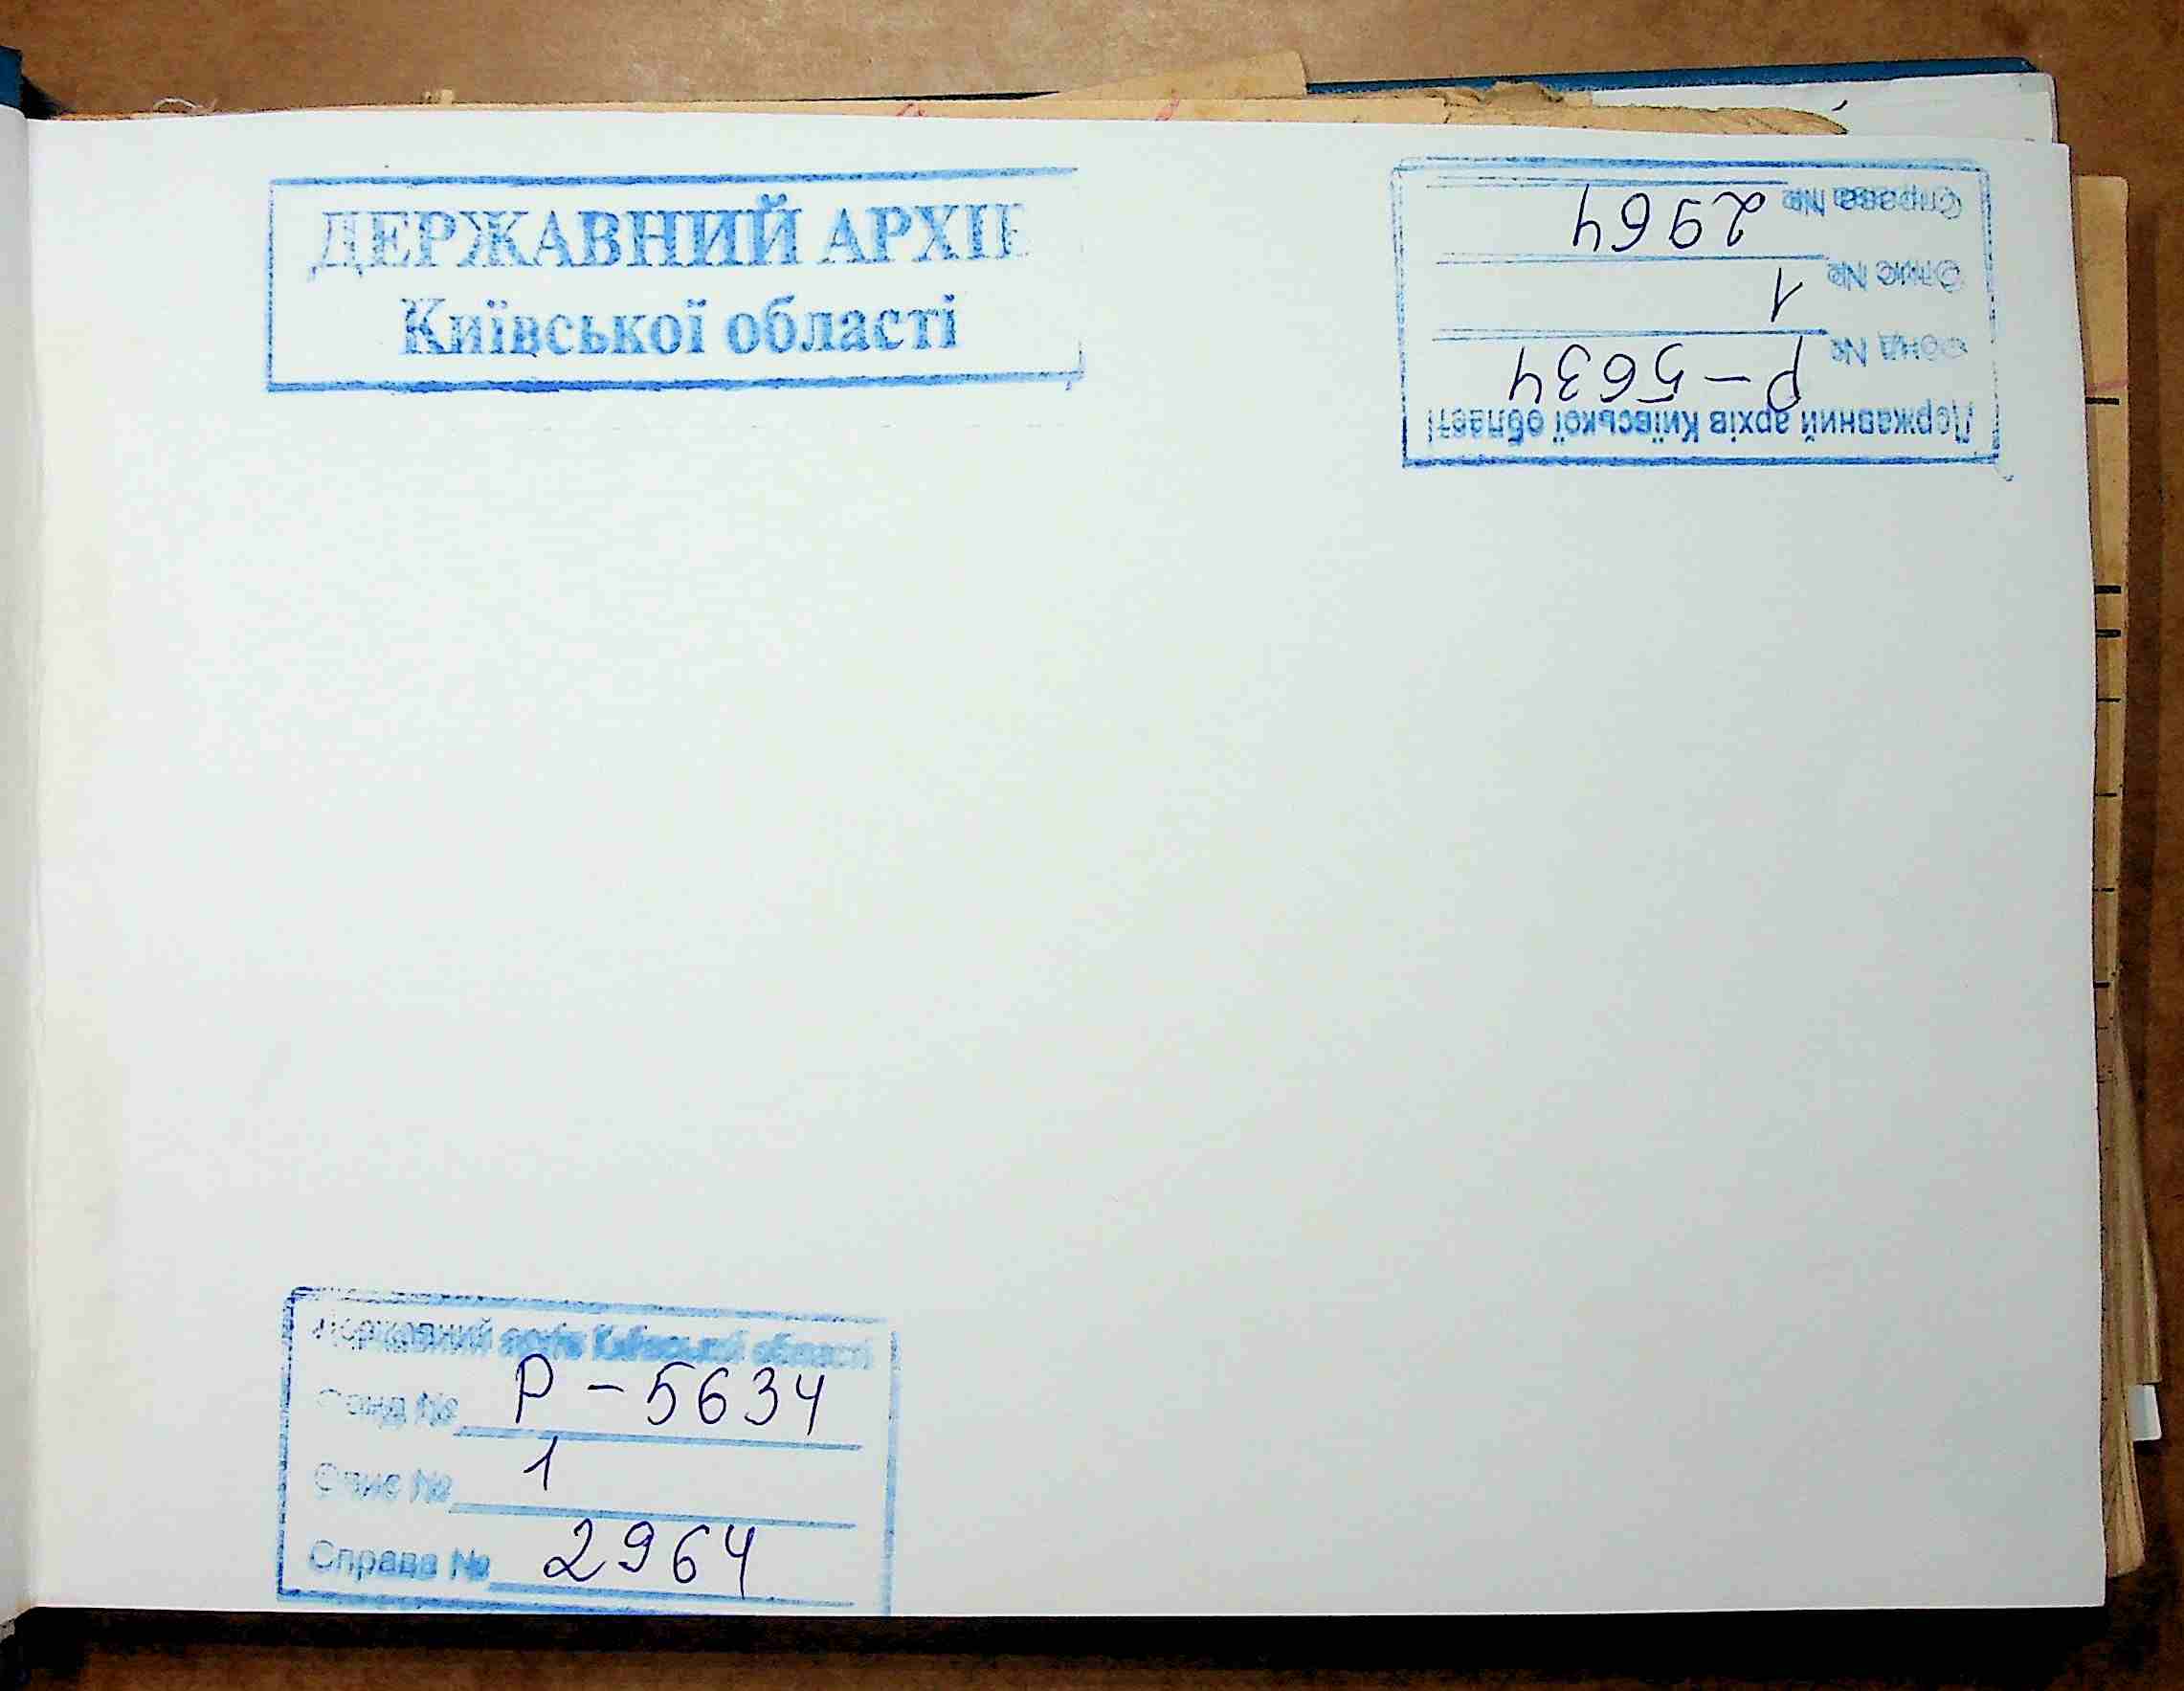 ДЕРЖАВНИЙ АРХІВ
Київської області
Державний архів Київської області
Фонд № Р-5634
Опис № 1
Справа № 2964
Державний архів Київської області
Фонд № Р-5634
Опис № 1
Справа № 2964